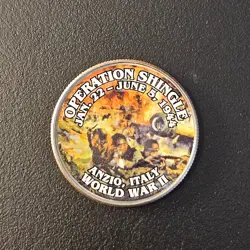 OPERATION SHINGLE
JAN. 22 – JUNE 5, 1944
ANZIO, ITALY
WORLD WAR II